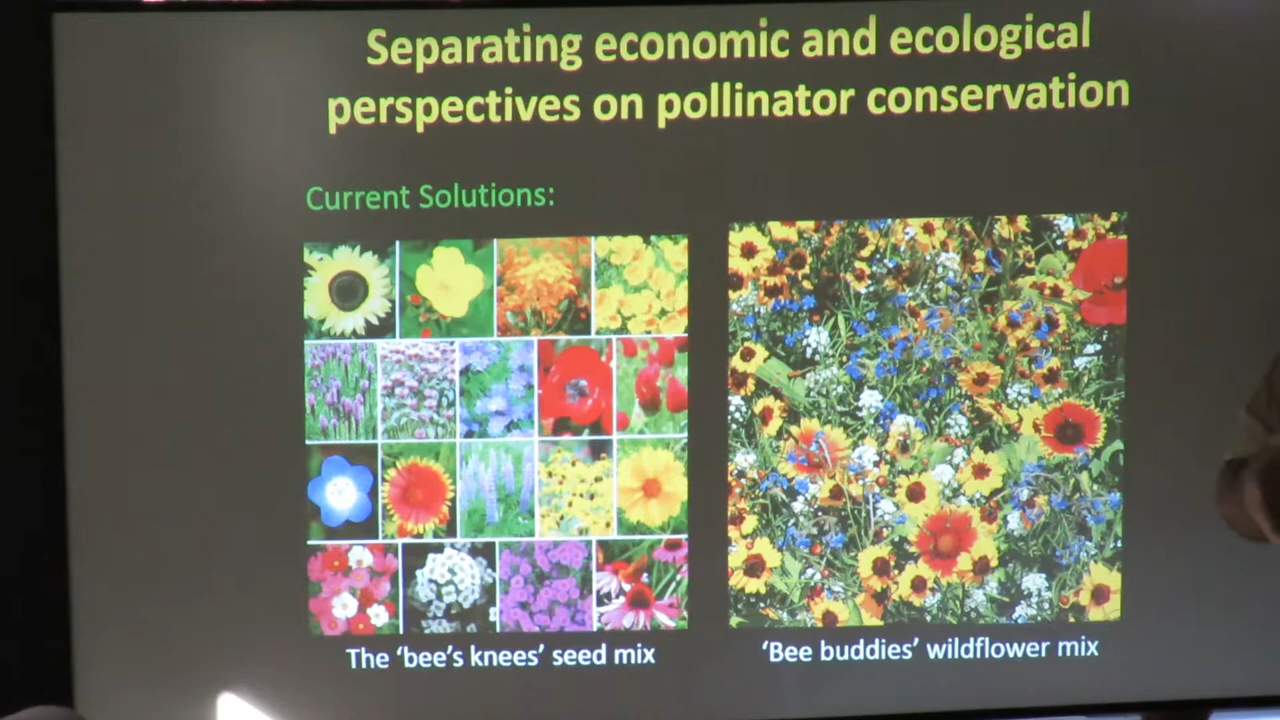 Separating economic and ecological
perspectives on pollinator conservation
Current Solutions:
The ‘bee’s knees’ seed mix
‘Bee buddies’ wildflower mix